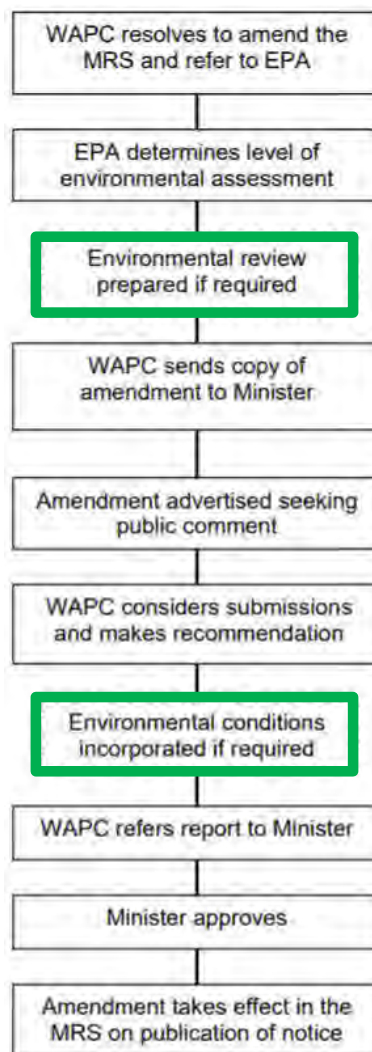 WAPC resolves to amend the
MRS and refer to EPA
EPA determines level of
environmental assessment
Environmental review
prepared if required
WAPC sends copy of
amendment to Minister
Amendment advertised seeking
public comment
WAPC considers submissions
and makes recommendation
Environmental conditions
incorporated if required
WAPC refers report to Minister
Minister approves
Amendment takes effect in the
MRS on publication of notice